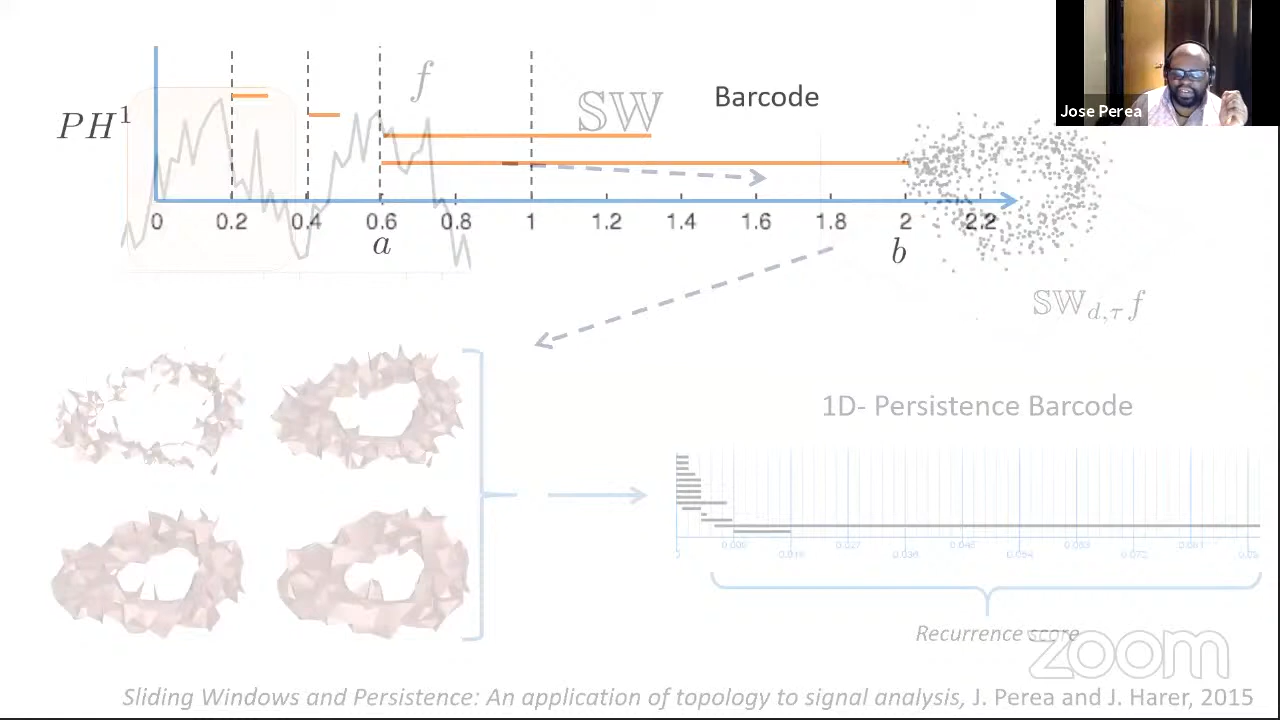 f
SW
Barcode
Jose Perea
PH¹
0 0.2 0.4 0.6 0.8 1 1.2 1.4 1.6 1.8 2 2.2
a
b
SW_{d,τ} f
1D- Persistence Barcode
Recurrence score
zoom
Sliding Windows and Persistence: An application of topology to signal analysis, J. Perea and J. Harer, 2015